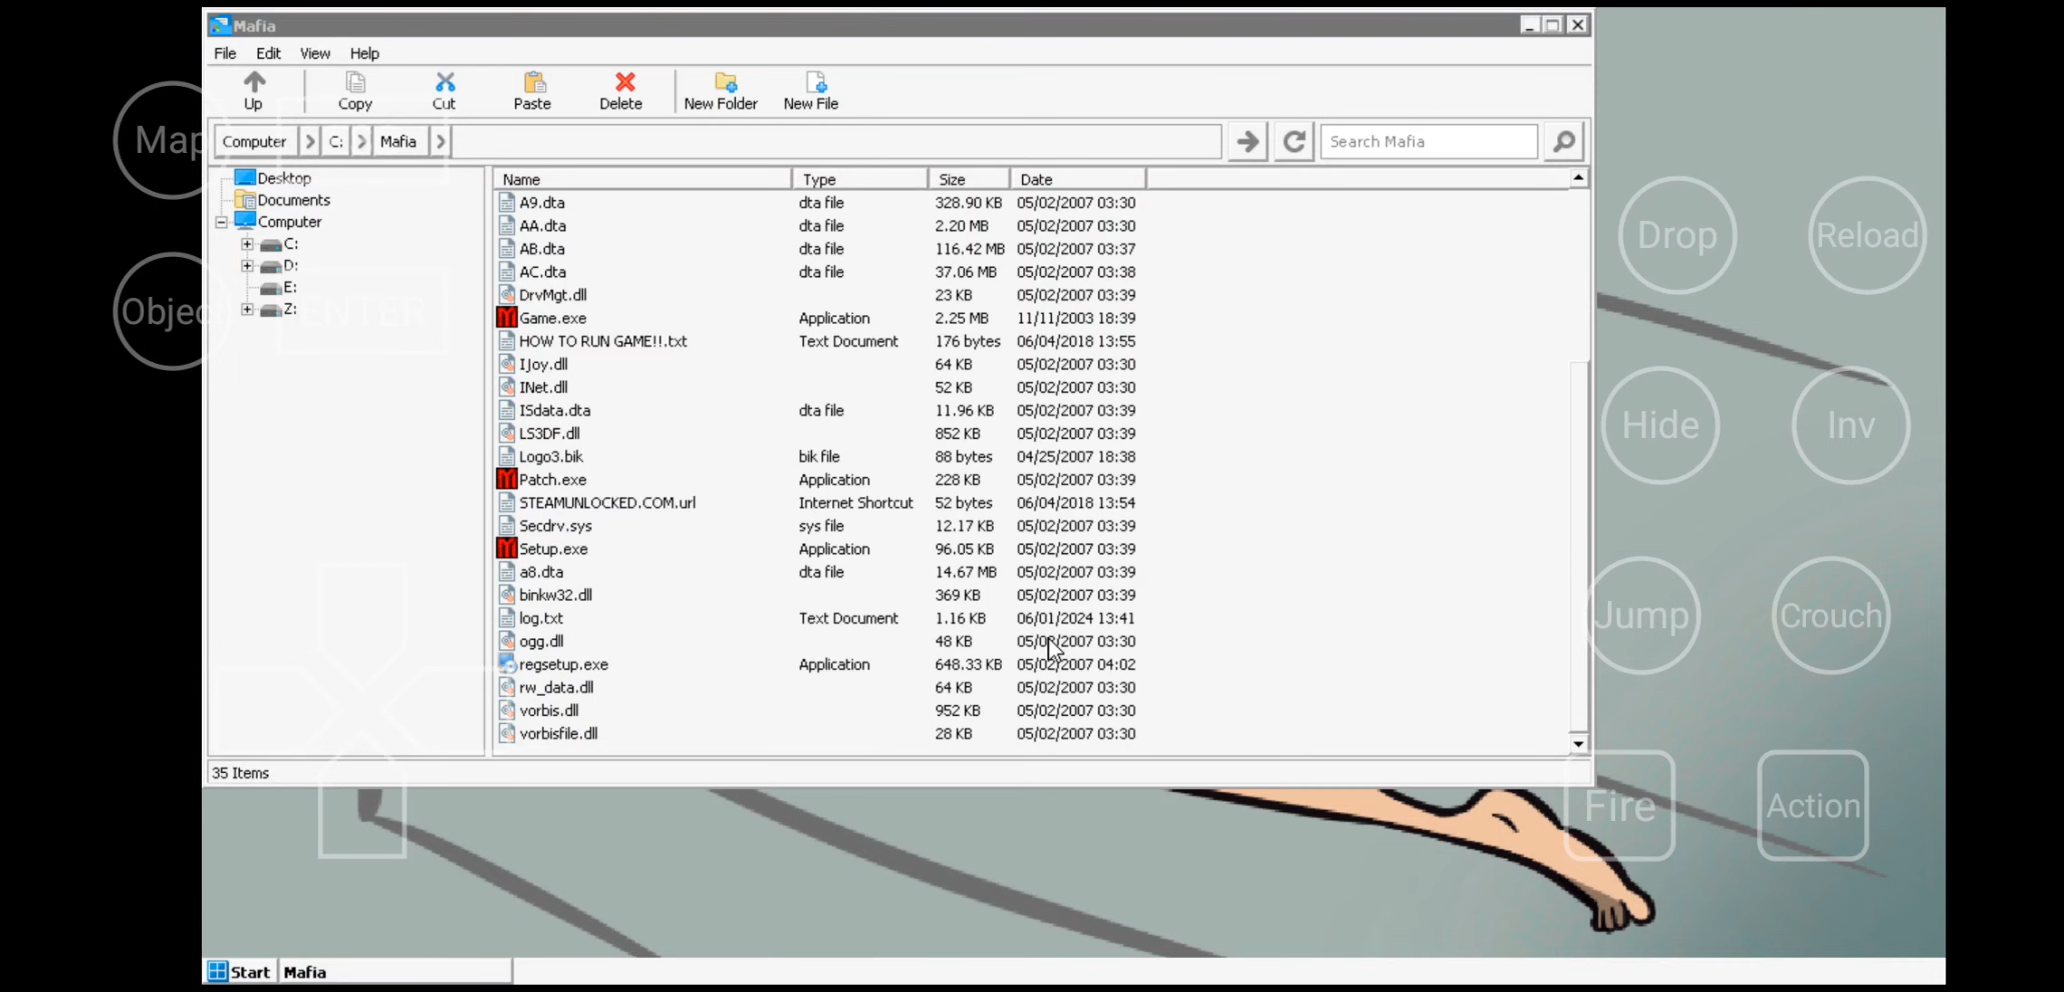 Mafia
File Edit View Help
Up Copy Cut Paste Delete New Folder New File
Computer C: Mafia Search Mafia
Desktop
Documents
Computer
C:
D:
E:
Z:
Name Type Size Date
A9.dta dta file 328.90 KB 05/02/2007 03:30
AA.dta dta file 2.20 MB 05/02/2007 03:30
AB.dta dta file 116.42 MB 05/02/2007 03:37
AC.dta dta file 37.06 MB 05/02/2007 03:38
DrvMgt.dll 23 KB 05/02/2007 03:39
Game.exe Application 2.25 MB 11/11/2003 18:39
HOW TO RUN GAME!!.txt Text Document 176 bytes 06/04/2018 13:55
IJoy.dll 64 KB 05/02/2007 03:30
INet.dll 52 KB 05/02/2007 03:30
ISdata.dta dta file 11.96 KB 05/02/2007 03:39
LS3DF.dll 852 KB 05/02/2007 03:39
Logo3.bik bik file 88 bytes 04/25/2007 18:38
Patch.exe Application 228 KB 05/02/2007 03:39
STEAMUNLOCKED.COM.url Internet Shortcut 52 bytes 06/04/2018 13:54
Secdrv.sys sys file 12.17 KB 05/02/2007 03:39
Setup.exe Application 96.05 KB 05/02/2007 03:39
a8.dta dta file 14.67 MB 05/02/2007 03:39
binkw32.dll 369 KB 05/02/2007 03:39
log.txt Text Document 1.16 KB 06/01/2024 13:41
ogg.dll 48 KB 05/02/2007 03:30
regsetup.exe Application 648.33 KB 05/02/2007 04:02
rw_data.dll 64 KB 05/02/2007 03:30
vorbis.dll 952 KB 05/02/2007 03:30
vorbisfile.dll 28 KB 05/02/2007 03:30
35 Items
Start Mafia
Map
Objec
ENTER
Drop Reload
Hide Inv
Jump Crouch
Fire Action